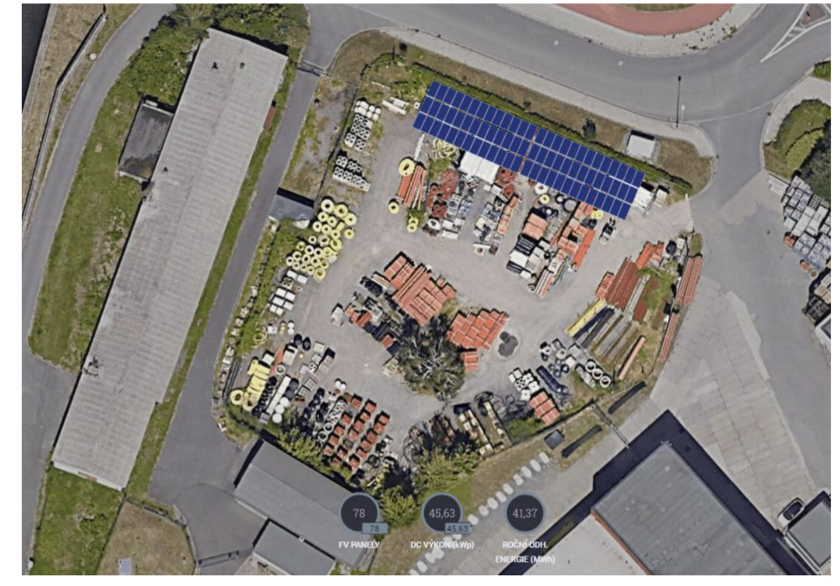 78
78
FV PANELY
45,63
45,63
DC VÝKON (kWp)
41,37
ROČNÍ ODH.
ENERGIE (MWh)